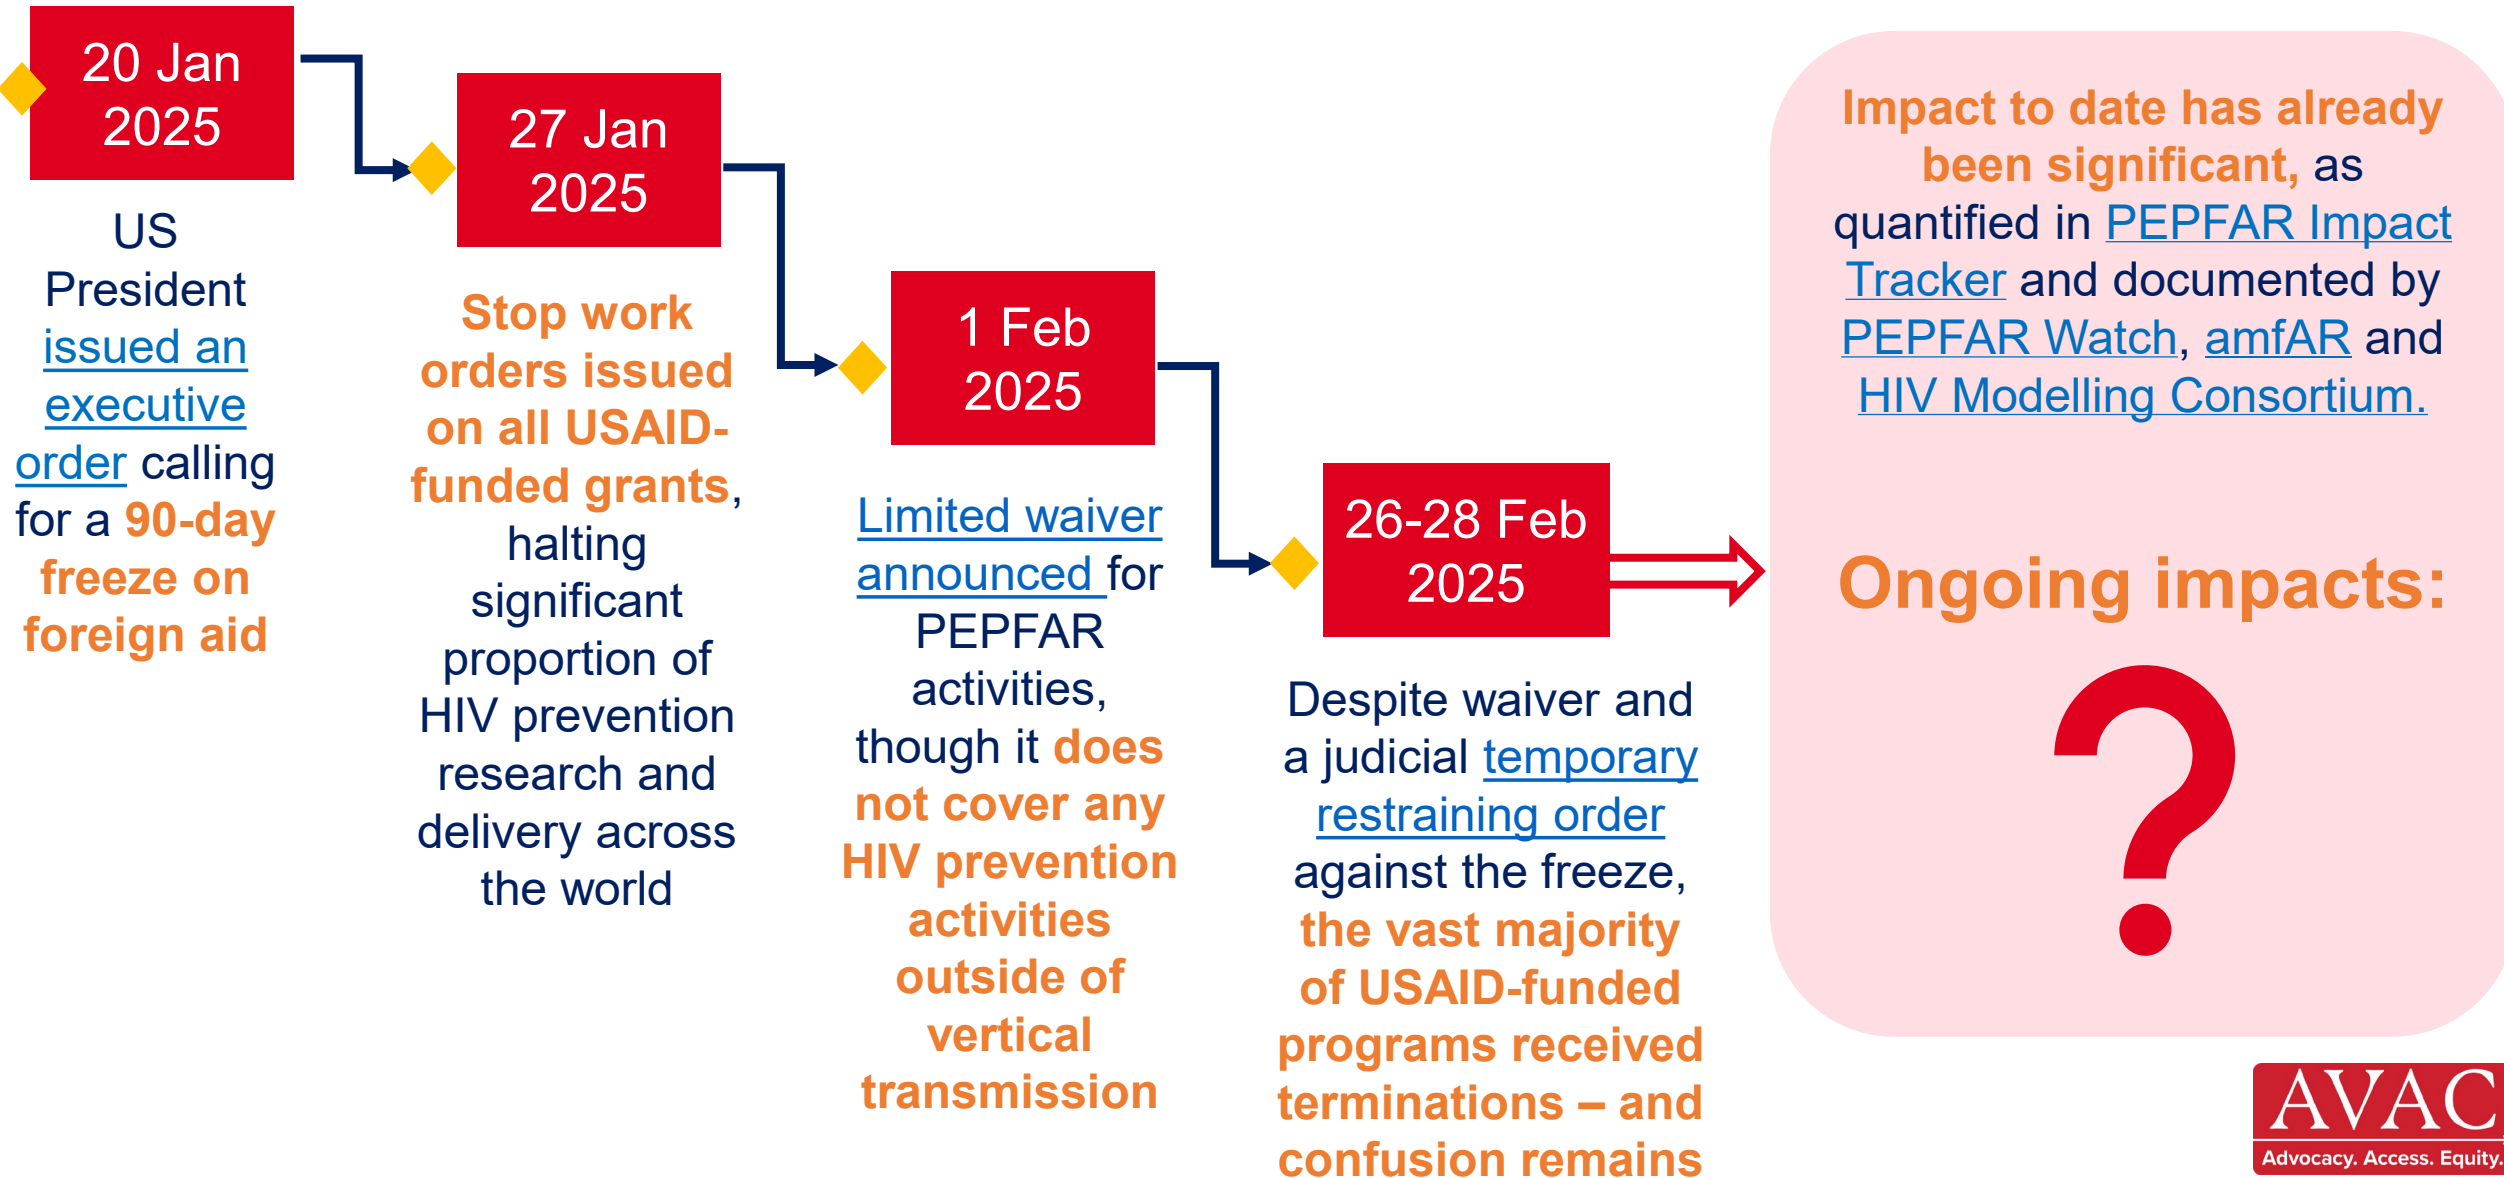 20 Jan
2025
US
President
issued an
executive
order calling
for a 90-day
freeze on
foreign aid
27 Jan
2025
Stop work
orders issued
on all USAID-
funded grants,
halting
significant
proportion of
HIV prevention
research and
delivery across
the world
1 Feb
2025
Limited waiver
announced for
PEPFAR
activities,
though it does
not cover any
HIV prevention
activities
outside of
vertical
transmission
26-28 Feb
2025
Despite waiver and
a judicial temporary
restraining order
against the freeze,
the vast majority
of USAID-funded
programs received
terminations – and
confusion remains
Impact to date has already
been significant, as
quantified in PEPFAR Impact
Tracker and documented by
PEPFAR Watch, amfAR and
HIV Modelling Consortium.
Ongoing impacts:
?
AVAC
Advocacy. Access. Equity.